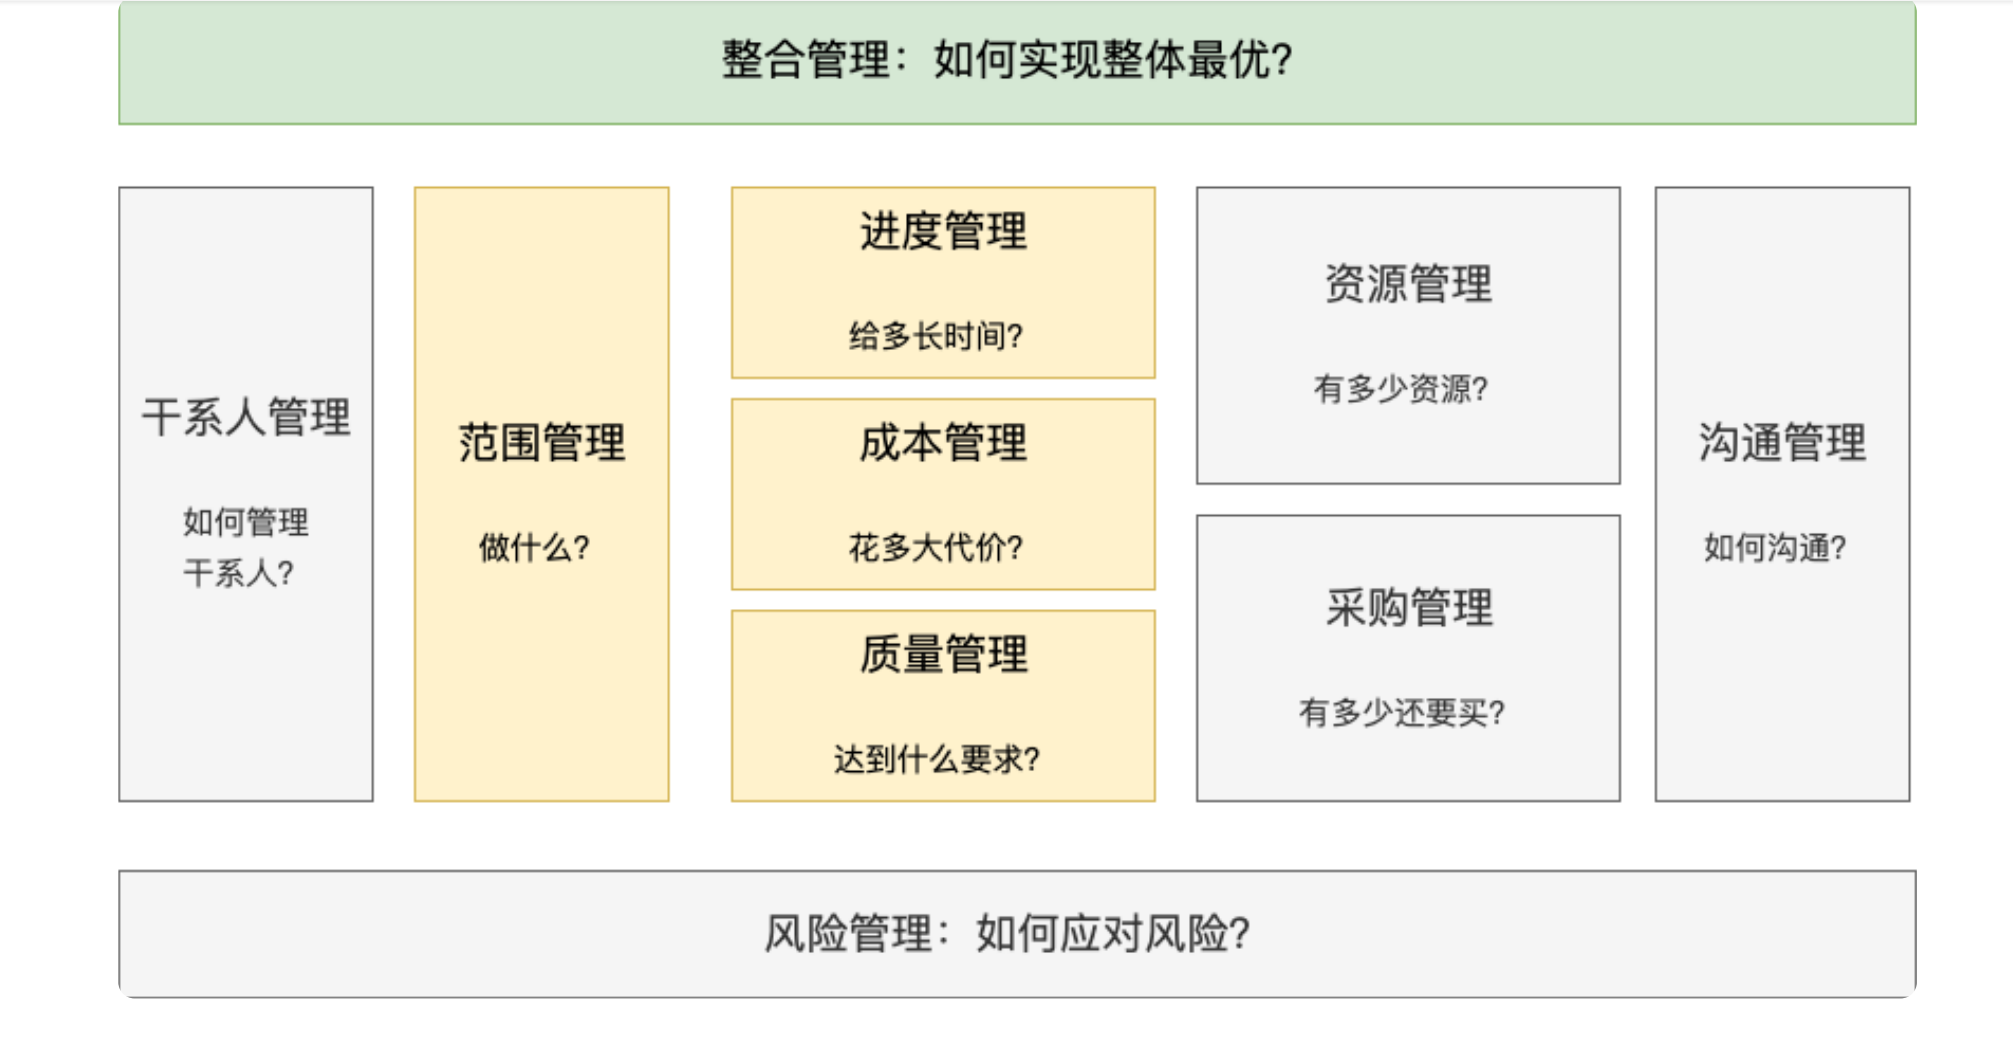 整合管理：如何实现整体最优?
干系人管理
如何管理
干系人?
范围管理
做什么?
进度管理
给多长时间?
成本管理
花多大代价?
质量管理
达到什么要求?
资源管理
有多少资源?
采购管理
有多少还要买?
沟通管理
如何沟通?
风险管理：如何应对风险?